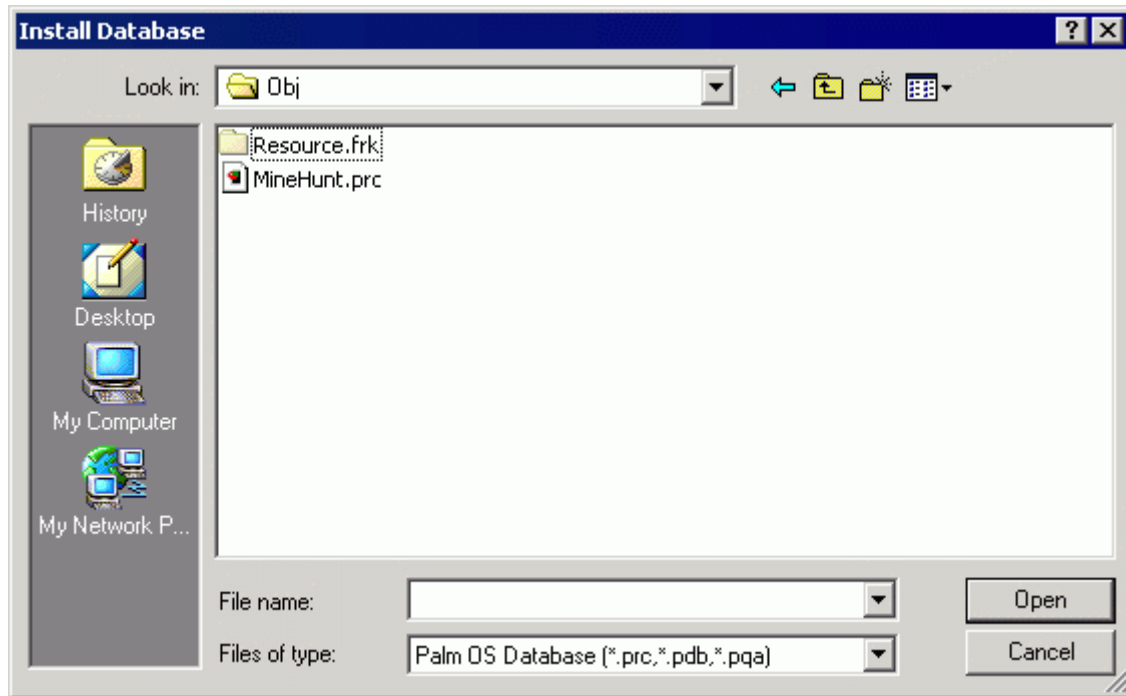 Install Database
Look in: Obj
Resource.frk
MineHunt.prc
History
Desktop
My Computer
My Network P...
File name:
Open
Files of type: Palm OS Database (*.prc,*.pdb,*.pqa)
Cancel